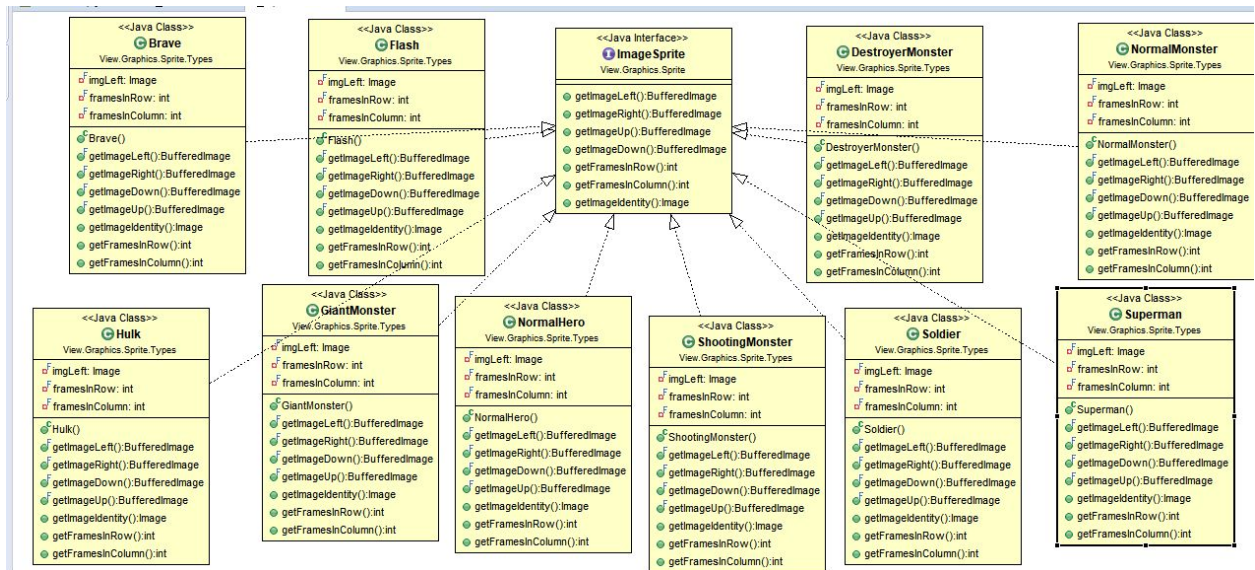 <<Java Class>>
Brave
View.Graphics.Sprite.Types
imgLeft: Image
framesInRow: int
framesInColumn: int
Brave()
getImageLeft():BufferedImage
getImageRight():BufferedImage
getImageDown():BufferedImage
getImageUp():BufferedImage
getImageIdentity():Image
getFramesInRow():int
getFramesInColumn():int
<<Java Class>>
Flash
View.Graphics.Sprite.Types
imgLeft: Image
framesInRow: int
framesInColumn: int
Flash()
getImageLeft():BufferedImage
getImageRight():BufferedImage
getImageDown():BufferedImage
getImageUp():BufferedImage
getImageIdentity():Image
getFramesInRow():int
getFramesInColumn():int
<<Java Interface>>
ImageSprite
View.Graphics.Sprite
getImageLeft():BufferedImage
getImageRight():BufferedImage
getImageUp():BufferedImage
getImageDown():BufferedImage
getFramesInRow():int
getFramesInColumn():int
getImageIdentity():Image
<<Java Class>>
DestroyerMonster
View.Graphics.Sprite.Types
imgLeft: Image
framesInRow: int
framesInColumn: int
DestroyerMonster()
getImageLeft():BufferedImage
getImageRight():BufferedImage
getImageDown():BufferedImage
getImageUp():BufferedImage
getImageIdentity():Image
getFramesInRow():int
getFramesInColumn():int
<<Java Class>>
NormalMonster
View.Graphics.Sprite.Types
imgLeft: Image
framesInRow: int
framesInColumn: int
NormalMonster()
getImageLeft():BufferedImage
getImageRight():BufferedImage
getImageDown():BufferedImage
getImageUp():BufferedImage
getImageIdentity():Image
getFramesInRow():int
getFramesInColumn():int
<<Java Class>>
Hulk
View.Graphics.Sprite.Types
imgLeft: Image
framesInRow: int
framesInColumn: int
Hulk()
getImageLeft():BufferedImage
getImageRight():BufferedImage
getImageDown():BufferedImage
getImageUp():BufferedImage
getImageIdentity():Image
getFramesInRow():int
getFramesInColumn():int
<<Java Class>>
GiantMonster
View.Graphics.Sprite.Types
imgLeft: Image
framesInRow: int
framesInColumn: int
GiantMonster()
getImageLeft():BufferedImage
getImageRight():BufferedImage
getImageDown():BufferedImage
getImageUp():BufferedImage
getImageIdentity():Image
getFramesInRow():int
getFramesInColumn():int
<<Java Class>>
NormalHero
View.Graphics.Sprite.Types
imgLeft: Image
framesInRow: int
framesInColumn: int
NormalHero()
getImageLeft():BufferedImage
getImageRight():BufferedImage
getImageDown():BufferedImage
getImageUp():BufferedImage
getImageIdentity():Image
getFramesInRow():int
getFramesInColumn():int
<<Java Class>>
ShootingMonster
View.Graphics.Sprite.Types
imgLeft: Image
framesInRow: int
framesInColumn: int
ShootingMonster()
getImageLeft():BufferedImage
getImageRight():BufferedImage
getImageDown():BufferedImage
getImageUp():BufferedImage
getImageIdentity():Image
getFramesInRow():int
getFramesInColumn():int
<<Java Class>>
Soldier
View.Graphics.Sprite.Types
imgLeft: Image
framesInRow: int
framesInColumn: int
Soldier()
getImageLeft():BufferedImage
getImageRight():BufferedImage
getImageDown():BufferedImage
getImageUp():BufferedImage
getImageIdentity():Image
getFramesInRow():int
getFramesInColumn():int
<<Java Class>>
Superman
View.Graphics.Sprite.Types
imgLeft: Image
framesInRow: int
framesInColumn: int
Superman()
getImageLeft():BufferedImage
getImageRight():BufferedImage
getImageDown():BufferedImage
getImageUp():BufferedImage
getImageIdentity():Image
getFramesInRow():int
getFramesInColumn():int